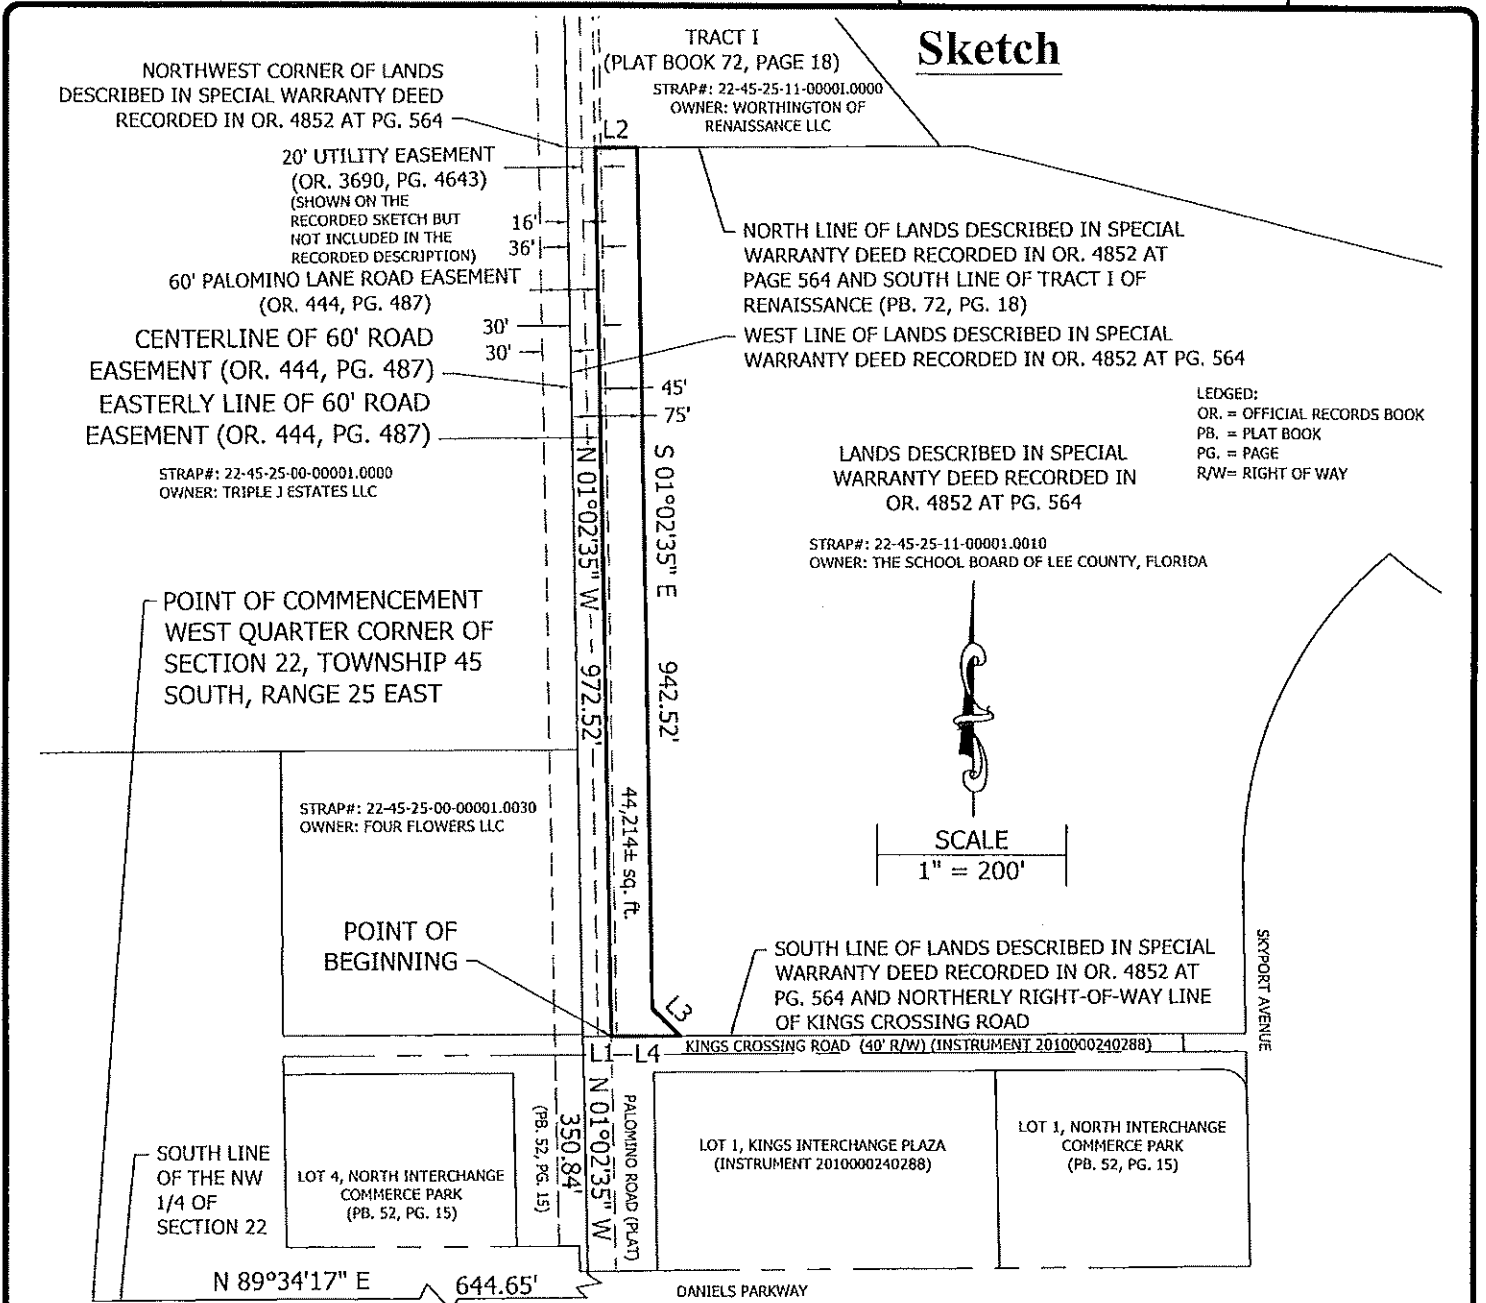 Sketch
TRACT I
(PLAT BOOK 72, PAGE 18)
STRAP#: 22-45-25-11-0000I.0000
OWNER: WORTHINGTON OF
RENAISSANCE LLC
NORTHWEST CORNER OF LANDS
DESCRIBED IN SPECIAL WARRANTY DEED
RECORDED IN OR. 4852 AT PG. 564
L2
20' UTILITY EASEMENT
(OR. 3690, PG. 4643)
(SHOWN ON THE
RECORDED SKETCH BUT
NOT INCLUDED IN THE
RECORDED DESCRIPTION)
16'
36'
60' PALOMINO LANE ROAD EASEMENT
(OR. 444, PG. 487)
30'
30'
CENTERLINE OF 60' ROAD
EASEMENT (OR. 444, PG. 487)
EASTERLY LINE OF 60' ROAD
EASEMENT (OR. 444, PG. 487)
STRAP#: 22-45-25-00-00001.0000
OWNER: TRIPLE J ESTATES LLC
NORTH LINE OF LANDS DESCRIBED IN SPECIAL
WARRANTY DEED RECORDED IN OR. 4852 AT
PAGE 564 AND SOUTH LINE OF TRACT I OF
RENAISSANCE (PB. 72, PG. 18)
WEST LINE OF LANDS DESCRIBED IN SPECIAL
WARRANTY DEED RECORDED IN OR. 4852 AT PG. 564
45'
75'
LEDGED:
OR. = OFFICIAL RECORDS BOOK
PB. = PLAT BOOK
PG. = PAGE
R/W= RIGHT OF WAY
LANDS DESCRIBED IN SPECIAL
WARRANTY DEED RECORDED IN
OR. 4852 AT PG. 564
STRAP#: 22-45-25-11-00001.0010
OWNER: THE SCHOOL BOARD OF LEE COUNTY, FLORIDA
N 01°02'35" W
972.52'
S 01°02'35" E
942.52'
POINT OF COMMENCEMENT
WEST QUARTER CORNER OF
SECTION 22, TOWNSHIP 45
SOUTH, RANGE 25 EAST
STRAP#: 22-45-25-00-00001.0030
OWNER: FOUR FLOWERS LLC
44,214± sq. ft.
SCALE
1" = 200'
POINT OF
BEGINNING
L3
SOUTH LINE OF LANDS DESCRIBED IN SPECIAL
WARRANTY DEED RECORDED IN OR. 4852 AT
PG. 564 AND NORTHERLY RIGHT-OF-WAY LINE
OF KINGS CROSSING ROAD
SKYPORT AVENUE
L1
L4
KINGS CROSSING ROAD (40' R/W) (INSTRUMENT 2010000240288)
(PB. 52, PG. 15)
350.84'
N 01°02'35" W
PALOMINO ROAD (PLAT)
LOT 4, NORTH INTERCHANGE
COMMERCE PARK
(PB. 52, PG. 15)
LOT 1, KINGS INTERCHANGE PLAZA
(INSTRUMENT 2010000240288)
LOT 1, NORTH INTERCHANGE
COMMERCE PARK
(PB. 52, PG. 15)
SOUTH LINE
OF THE NW
1/4 OF
SECTION 22
N 89°34'17" E
644.65'
DANIELS PARKWAY